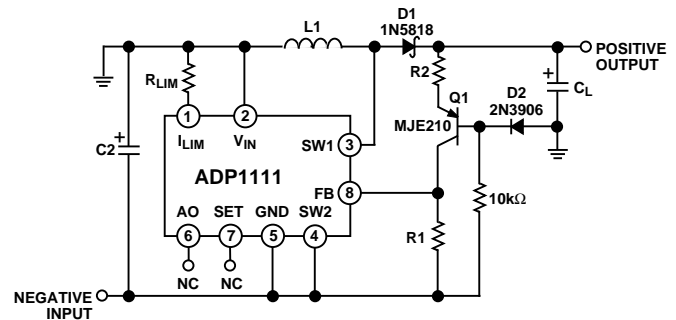 D1
1N5818
L1
POSITIVE
OUTPUT
RLIM
R2
D2
2N3906
+
CL
Q1
MJE210
1
2
ILIM
VIN
SW1
3
+
C2
ADP1111
FB
8
10kΩ
AO
SET
GND
SW2
6
7
5
4
R1
NC
NC
NEGATIVE
INPUT